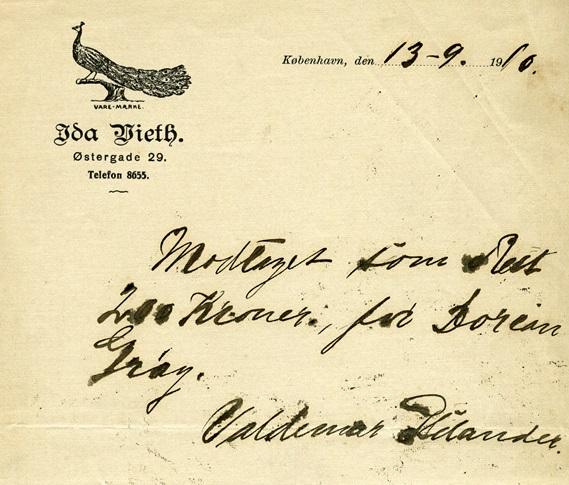 VARE-MÆRKE.
Ida Vieth.
Østergade 29.
Telefon 8655.
København, den 13-9. 1910.
Modtaget som Rest
200 Kroner, for Dorian
Gray.
Valdemar Psilander.